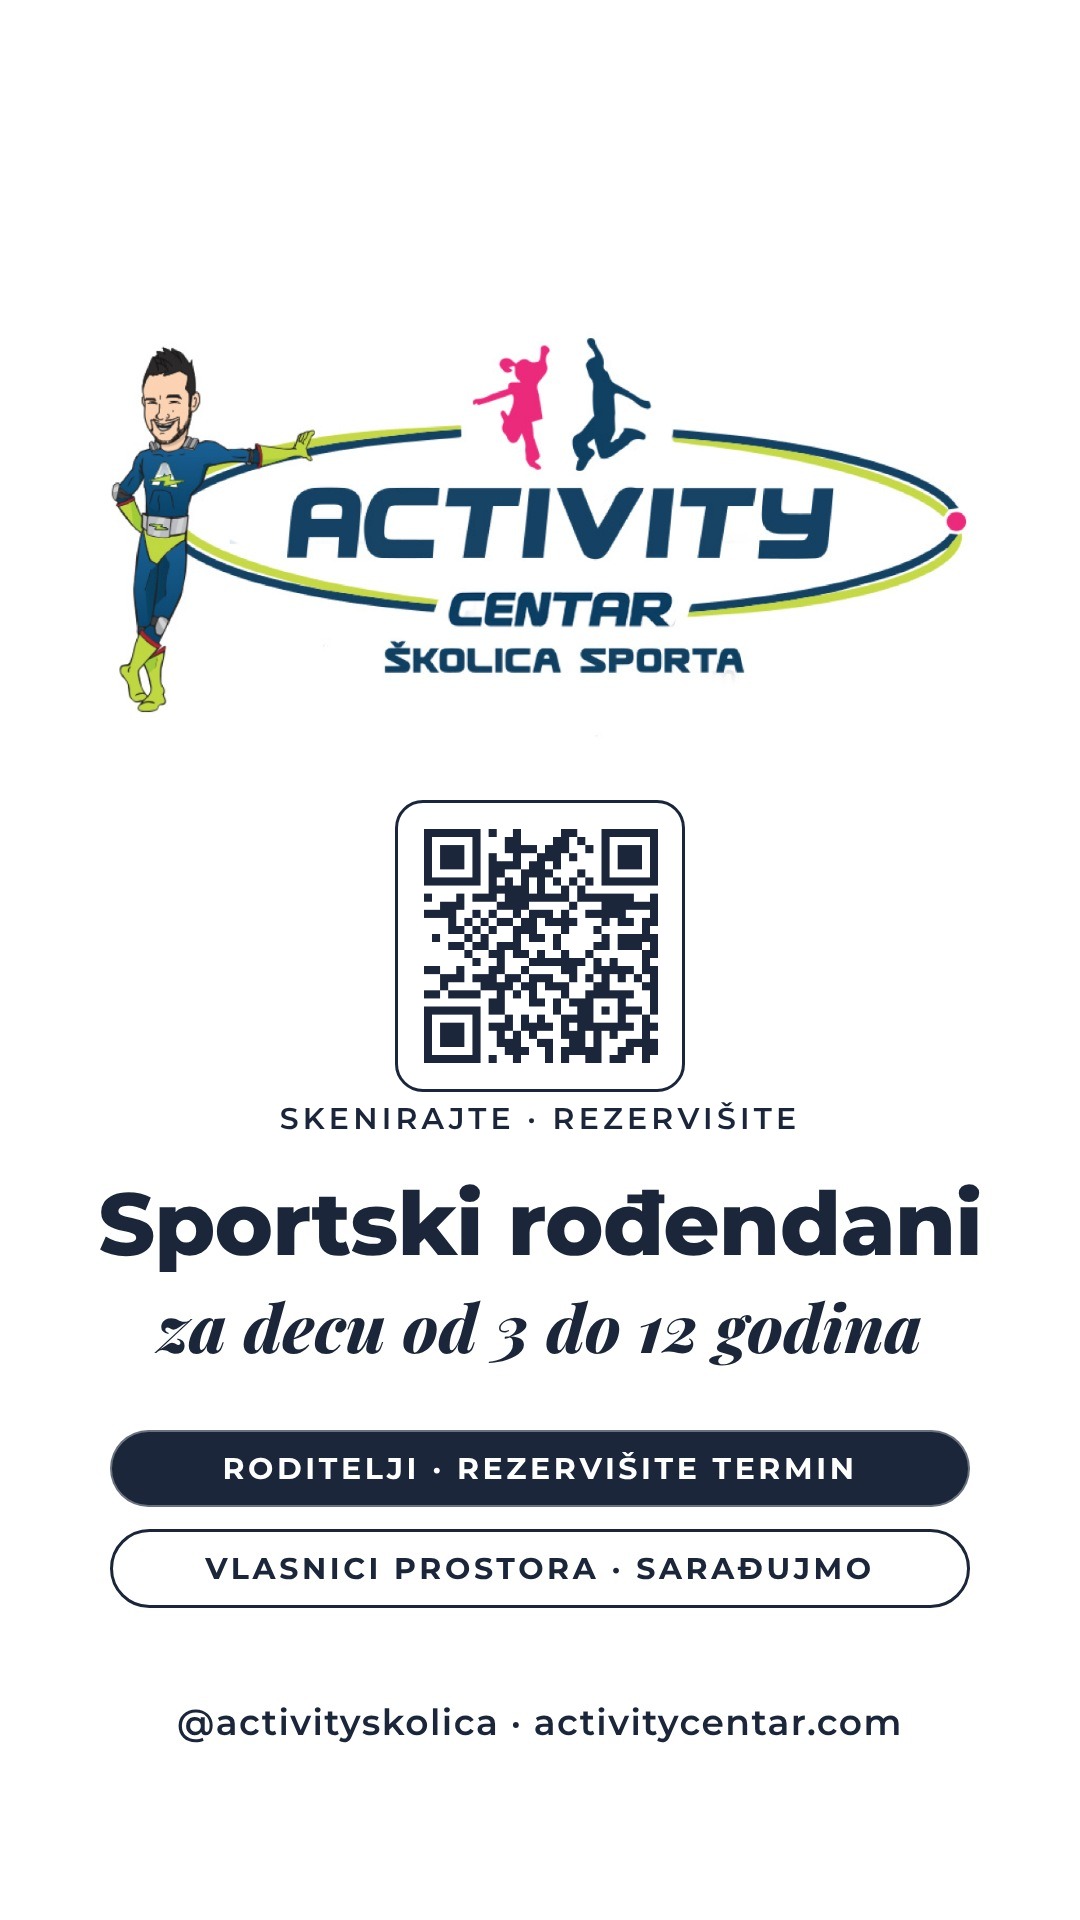 ACTIVITY
CENTAR
ŠKOLICA SPORTA
SKENIRAJTE · REZERVIŠITE
Sportski rođendani
za decu od 3 do 12 godina
RODITELJI · REZERVIŠITE TERMIN
VLASNICI PROSTORA · SARAĐUJMO
@activityskolica · activitycentar.com